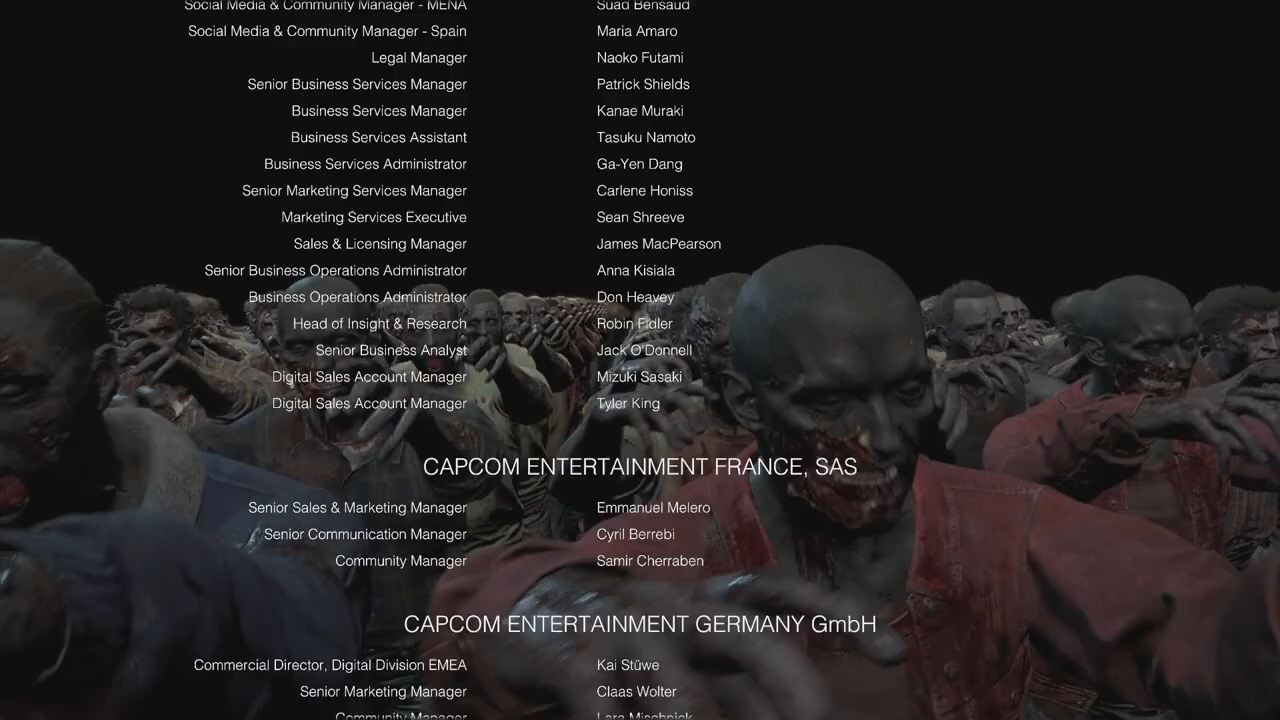 Social Media & Community Manager - MENA Suad Bensaud
Social Media & Community Manager - Spain Maria Amaro
Legal Manager Naoko Futami
Senior Business Services Manager Patrick Shields
Business Services Manager Kanae Muraki
Business Services Assistant Tasuku Namoto
Business Services Administrator Ga-Yen Dang
Senior Marketing Services Manager Carlene Honiss
Marketing Services Executive Sean Shreeve
Sales & Licensing Manager James MacPearson
Senior Business Operations Administrator Anna Kisiala
Business Operations Administrator Don Heavey
Head of Insight & Research Robin Fidler
Senior Business Analyst Jack O'Donnell
Digital Sales Account Manager Mizuki Sasaki
Digital Sales Account Manager Tyler King
CAPCOM ENTERTAINMENT FRANCE, SAS
Senior Sales & Marketing Manager Emmanuel Melero
Senior Communication Manager Cyril Berrebi
Community Manager Samir Cherraben
CAPCOM ENTERTAINMENT GERMANY GmbH
Commercial Director, Digital Division EMEA Kai Stüwe
Senior Marketing Manager Claas Wolter
Community Manager Lara Mischnick